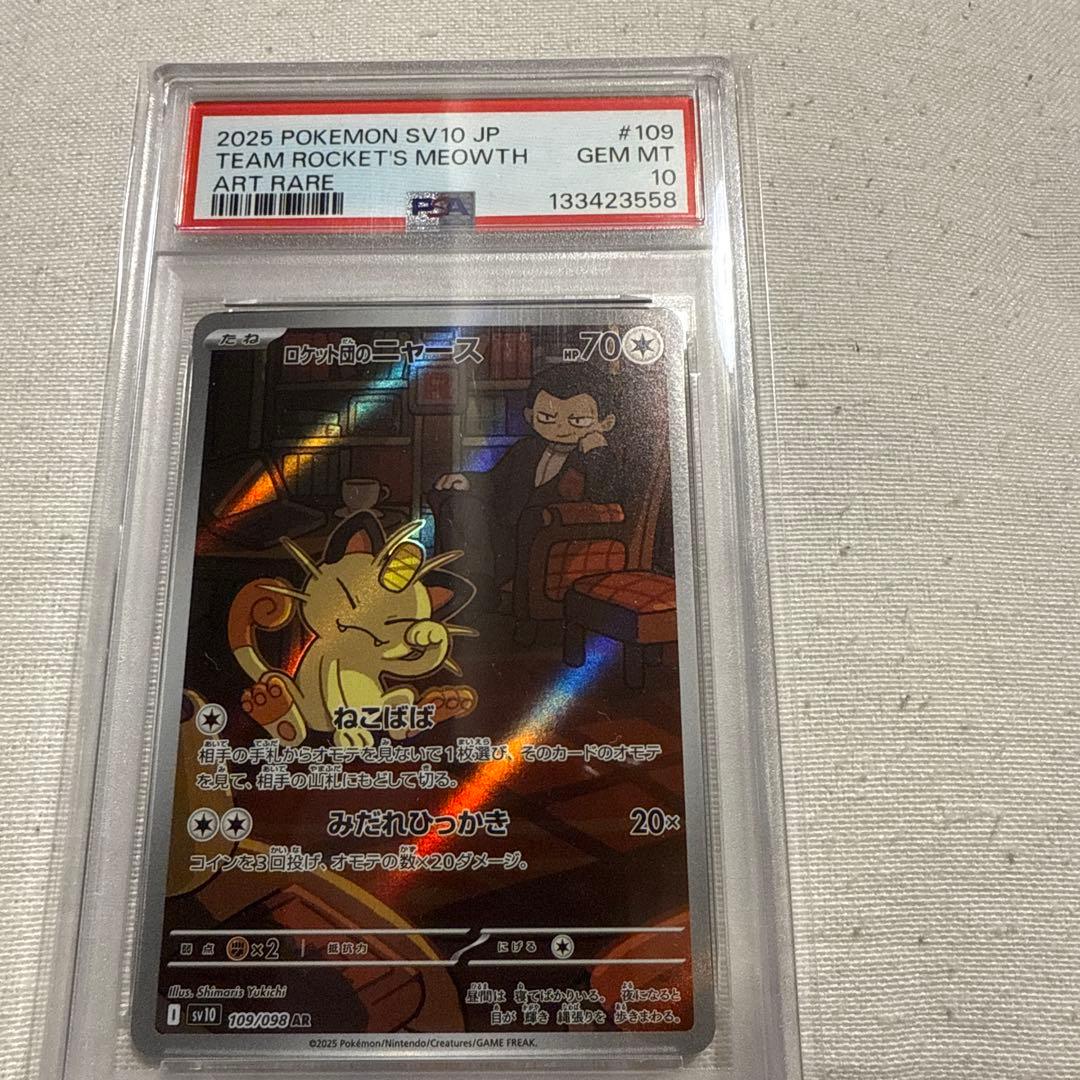 2025 POKEMON SV10 JP #109
TEAM ROCKET'S MEOWTH GEM MT
ART RARE 10
PSA 133423558
たね ロケット団のニャース HP70
ねこばば
相手の手札からオモテを見ないで1枚選び、そのカードのオモテ
を見て、相手の山札にもどして切る。
みだれひっかき 20×
コインを3回投げ、オモテの数×20ダメージ。
弱点 ×2 抵抗力 にげる
Illus. Shimaris Yukichi
昼間は 寝てばかりいる。 夜になると
目が 輝き 縄張りを 歩きまわる。
I sv10 109/098 AR
©2025 Pokémon/Nintendo/Creatures/GAME FREAK.